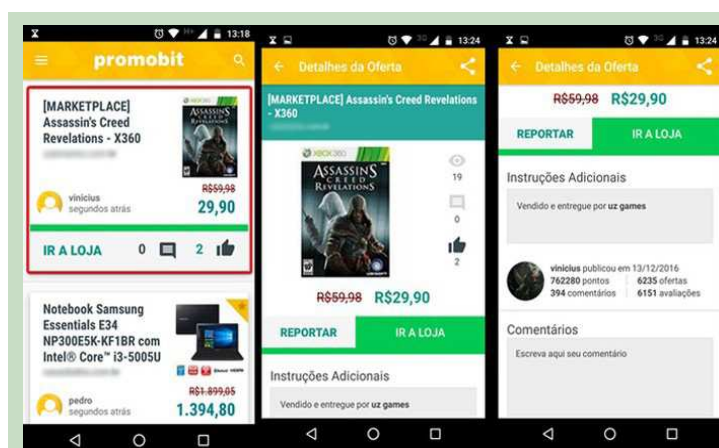 H+ 13:18
promobit
[MARKETPLACE]
Assassin's Creed
Revelations - X360
XBOX 360
ASSASSIN'S
CREED
REVELATIONS
vinicius
segundos atrás
R$59,98
29,90
IR A LOJA 0 2
Notebook Samsung
Essentials E34
NP300E5K-KF1BR com
Intel® Core™ i3-5005U
pedro
segundos atrás
R$1.899,05
1.394,80
3G 13:24
Detalhes da Oferta
[MARKETPLACE] Assassin's Creed Revelations
- X360
XBOX 360
ASSASSIN'S
CREED
REVELATIONS
UBISOFT
19
0
2
R$59,98 R$29,90
REPORTAR IR A LOJA
Instruções Adicionais
Vendido e entregue por uz games
3G 13:24
Detalhes da Oferta
R$59,98 R$29,90
REPORTAR IR A LOJA
Instruções Adicionais
Vendido e entregue por uz games
vinicius publicou em 13/12/2016
762280 pontos 6235 ofertas
394 comentários 6151 avaliações
Comentários
Escreva aqui seu comentário